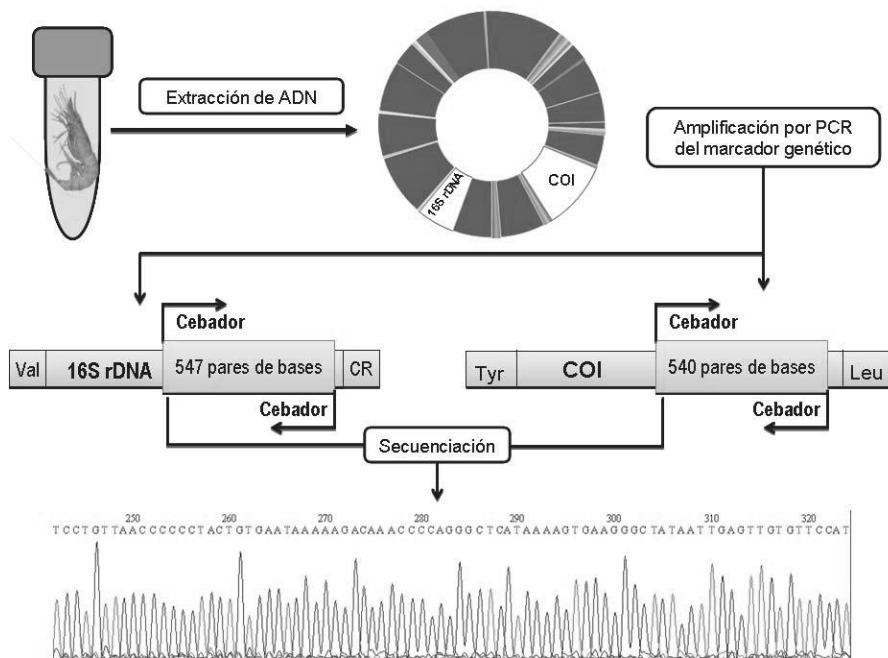 Extracción de ADN
COI
16S rDNA
Amplificación por PCR
del marcador genético
Cebador
Val
16S rDNA
547 pares de bases
CR
Cebador
Cebador
Tyr
COI
540 pares de bases
Leu
Cebador
Secuenciación
250 260 270 280 290 300 310 320
TCCTGTTAACCCCCCTACTGTGAATAAAAAGACAAACCCCAGGGCTCATAAAAGTGAAGGGCTATAATTGAGTTGTGTTCCAT